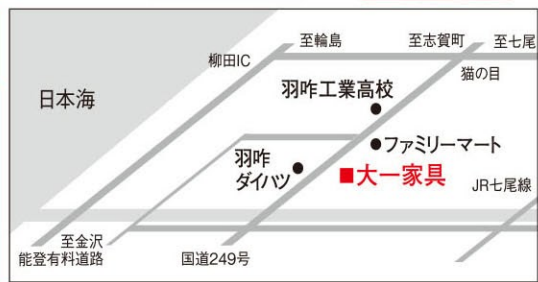 至輪島
至志賀町
至七尾
柳田IC
猫の目
日本海
羽咋工業高校
ファミリーマート
羽咋
ダイハツ
■大一家具
JR七尾線
至金沢
能登有料道路
国道249号